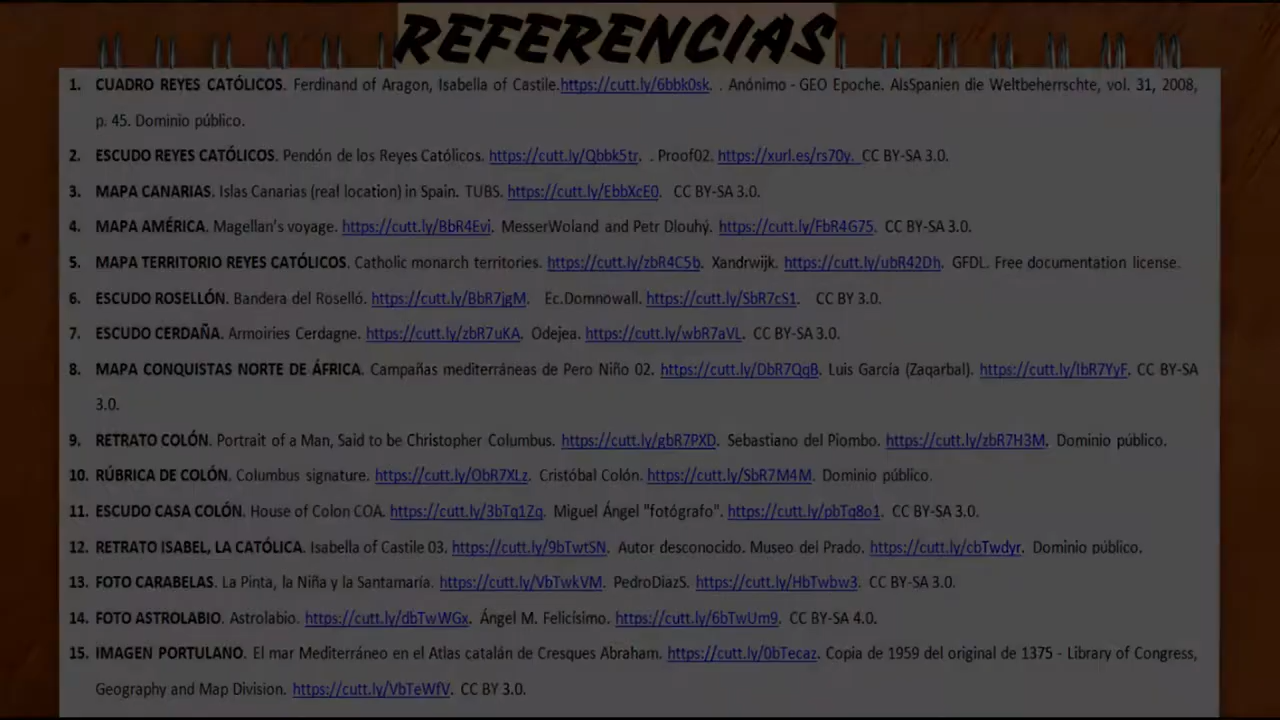 REFERENCIAS
1. CUADRO REYES CATÓLICOS. Ferdinand of Aragon, Isabella of Castile.https://cutt.ly/6bbk0sk. . Anónimo - GEO Epoche. AlsSpanien die Weltbeherrschte, vol. 31, 2008,
p. 45. Dominio público.
2. ESCUDO REYES CATÓLICOS. Pendón de los Reyes Católicos. https://cutt.ly/Qbbk5tr. . Proof02. https://xurl.es/rs70y. CC BY-SA 3.0.
3. MAPA CANARIAS. Islas Canarias (real location) in Spain. TUBS. https://cutt.ly/EbbXcE0. CC BY-SA 3.0.
4. MAPA AMÉRICA. Magellan's voyage. https://cutt.ly/BbR4Evi. MesserWoland and Petr Dlouhý. https://cutt.ly/FbR4G75. CC BY-SA 3.0.
5. MAPA TERRITORIO REYES CATÓLICOS. Catholic monarch territories. https://cutt.ly/zbR4C5b. Xandrwijk. https://cutt.ly/ubR42Dh. GFDL. Free documentation license.
6. ESCUDO ROSELLÓN. Bandera del Roselló. https://cutt.ly/BbR7jgM. Ec.Domnowall. https://cutt.ly/SbR7cS1. CC BY 3.0.
7. ESCUDO CERDAÑA. Armoiries Cerdagne. https://cutt.ly/zbR7uKA. Odejea. https://cutt.ly/wbR7aVL. CC BY-SA 3.0.
8. MAPA CONQUISTAS NORTE DE ÁFRICA. Campañas mediterráneas de Pero Niño 02. https://cutt.ly/DbR7QqB. Luis García (Zaqarbal). https://cutt.ly/IbR7YyF. CC BY-SA
3.0.
9. RETRATO COLÓN. Portrait of a Man, Said to be Christopher Columbus. https://cutt.ly/gbR7PXD. Sebastiano del Piombo. https://cutt.ly/zbR7H3M. Dominio público.
10. RÚBRICA DE COLÓN. Columbus signature. https://cutt.ly/ObR7XLz. Cristóbal Colón. https://cutt.ly/SbR7M4M. Dominio público.
11. ESCUDO CASA COLÓN. House of Colon COA. https://cutt.ly/3bTq1Zq. Miguel Ángel "fotógrafo". https://cutt.ly/pbTq8o1. CC BY-SA 3.0.
12. RETRATO ISABEL, LA CATÓLICA. Isabella of Castile 03. https://cutt.ly/9bTwtSN. Autor desconocido. Museo del Prado. https://cutt.ly/cbTwdyr. Dominio público.
13. FOTO CARABELAS. La Pinta, la Niña y la Santamaría. https://cutt.ly/VbTwkVM. PedroDiazS. https://cutt.ly/HbTwbw3. CC BY-SA 3.0.
14. FOTO ASTROLABIO. Astrolabio. https://cutt.ly/dbTwWGx. Ángel M. Felicísimo. https://cutt.ly/6bTwUm9. CC BY-SA 4.0.
15. IMAGEN PORTULANO. El mar Mediterráneo en el Atlas catalán de Cresques Abraham. https://cutt.ly/0bTecaz. Copia de 1959 del original de 1375 - Library of Congress,
Geography and Map Division. https://cutt.ly/VbTeWfV. CC BY 3.0.